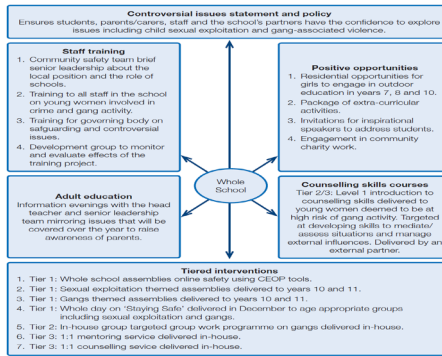 Controversial issues statement and policy
Ensures students, parents/carers, staff and the school's partners have the confidence to explore
issues including child sexual exploitation and gang-associated violence.
Staff training
1. Community safety team brief
senior leadership about the
local position and the role of
schools.
2. Training to all staff in the school
on young women involved in
crime and gang activity.
3. Training for governing body on
safguarding and controversial
issues.
4. Development group to monitor
and evaluate effects of the
training project.
Positive opportunities
1. Residential opportunities for
girls to engage in outdoor
education in years 7, 8 and 10.
2. Package of extra-curricular
activities.
3. Invitations for inspirational
speakers to address students.
4. Engagement in community
charity work.
Whole
School
Adult education
Information evenings with the head
teacher and senior leadership
team mirroring issues that will be
covered over the year to raise
awareness of parents.
Counselling skills courses
Tier 2/3: Level 1 introduction to
counselling skills delivered to
young women deemed to be at
high risk of gang activity. Targeted
at developing skills to mediate/
assess situations and manage
external influences. Delivered by an
external partner.
Tiered interventions
1. Tier 1: Whole school assemblies online safety using CEOP tools.
2. Tier 1: Sexual exploitation themed assemblies delivered to years 10 and 11.
3. Tier 1: Gangs themed assemblies delivered to years 10 and 11.
4. Tier 1: Whole day on 'Staying Safe' delivered in December to age appropriate groups
including sexual exploitation and gangs.
5. Tier 2: In-house group targeted group work programme on gangs delivered in-house.
6. Tier 3: 1:1 mentoring service delivered in-house.
7. Tier 3: 1:1 counselling service delivered in-house.